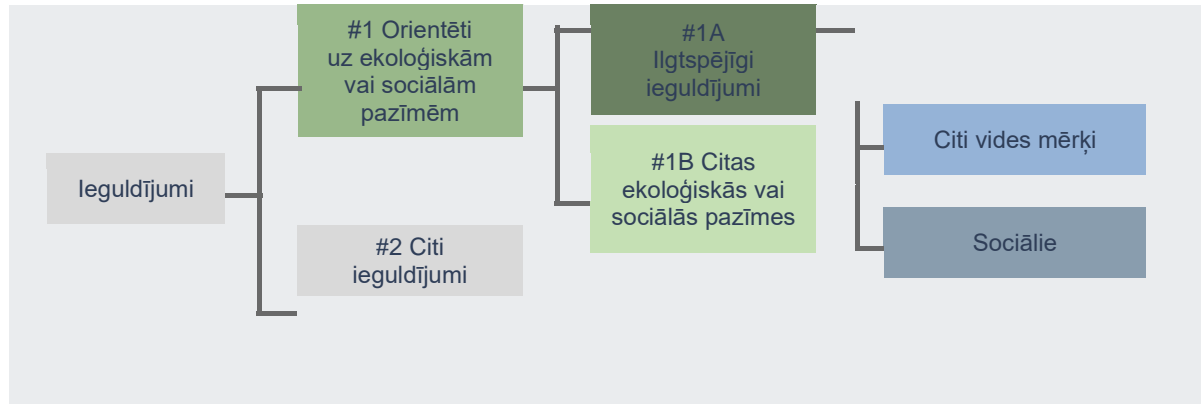 Ieguldījumi
#1 Orientēti
uz ekoloģiskām
vai sociālām
pazīmēm
#2 Citi
ieguldījumi
#1A
Ilgtspējīgi
ieguldījumi
#1B Citas
ekoloģiskās vai
sociālās pazīmes
Citi vides mērķi
Sociālie